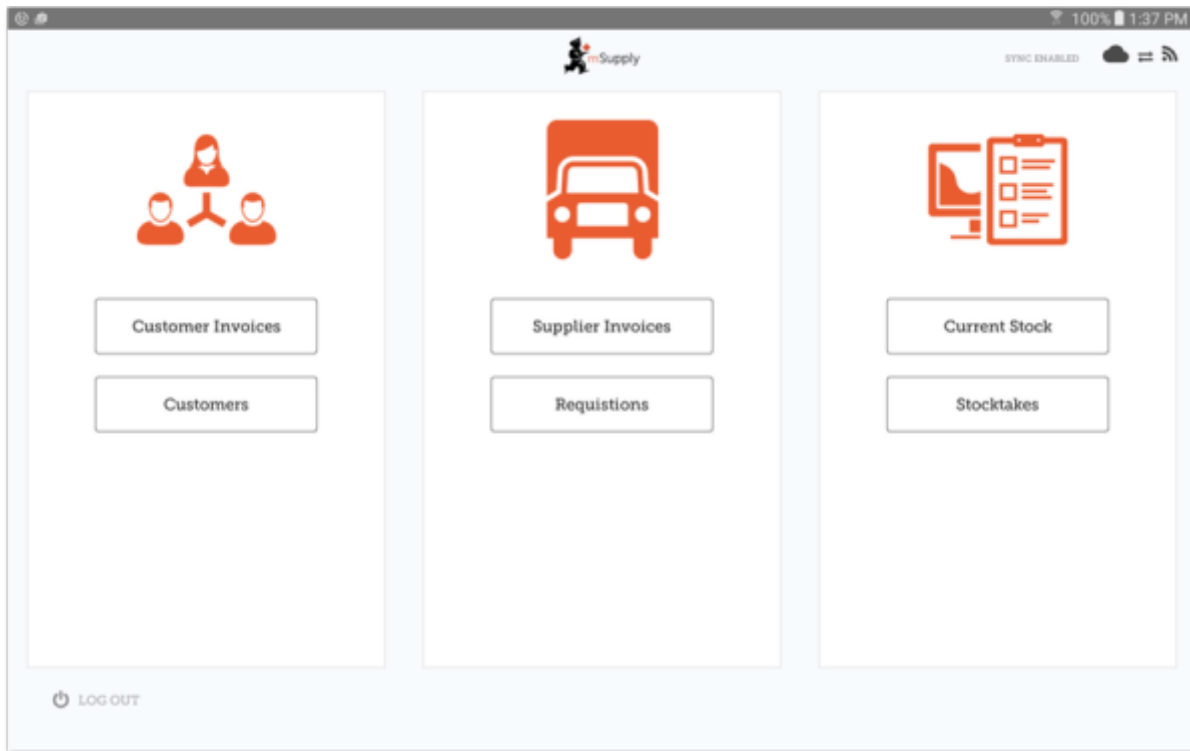 100% 1:37 PM
mSupply
SYNC ENABLED
Customer Invoices
Customers
Supplier Invoices
Requistions
Current Stock
Stocktakes
LOG OUT